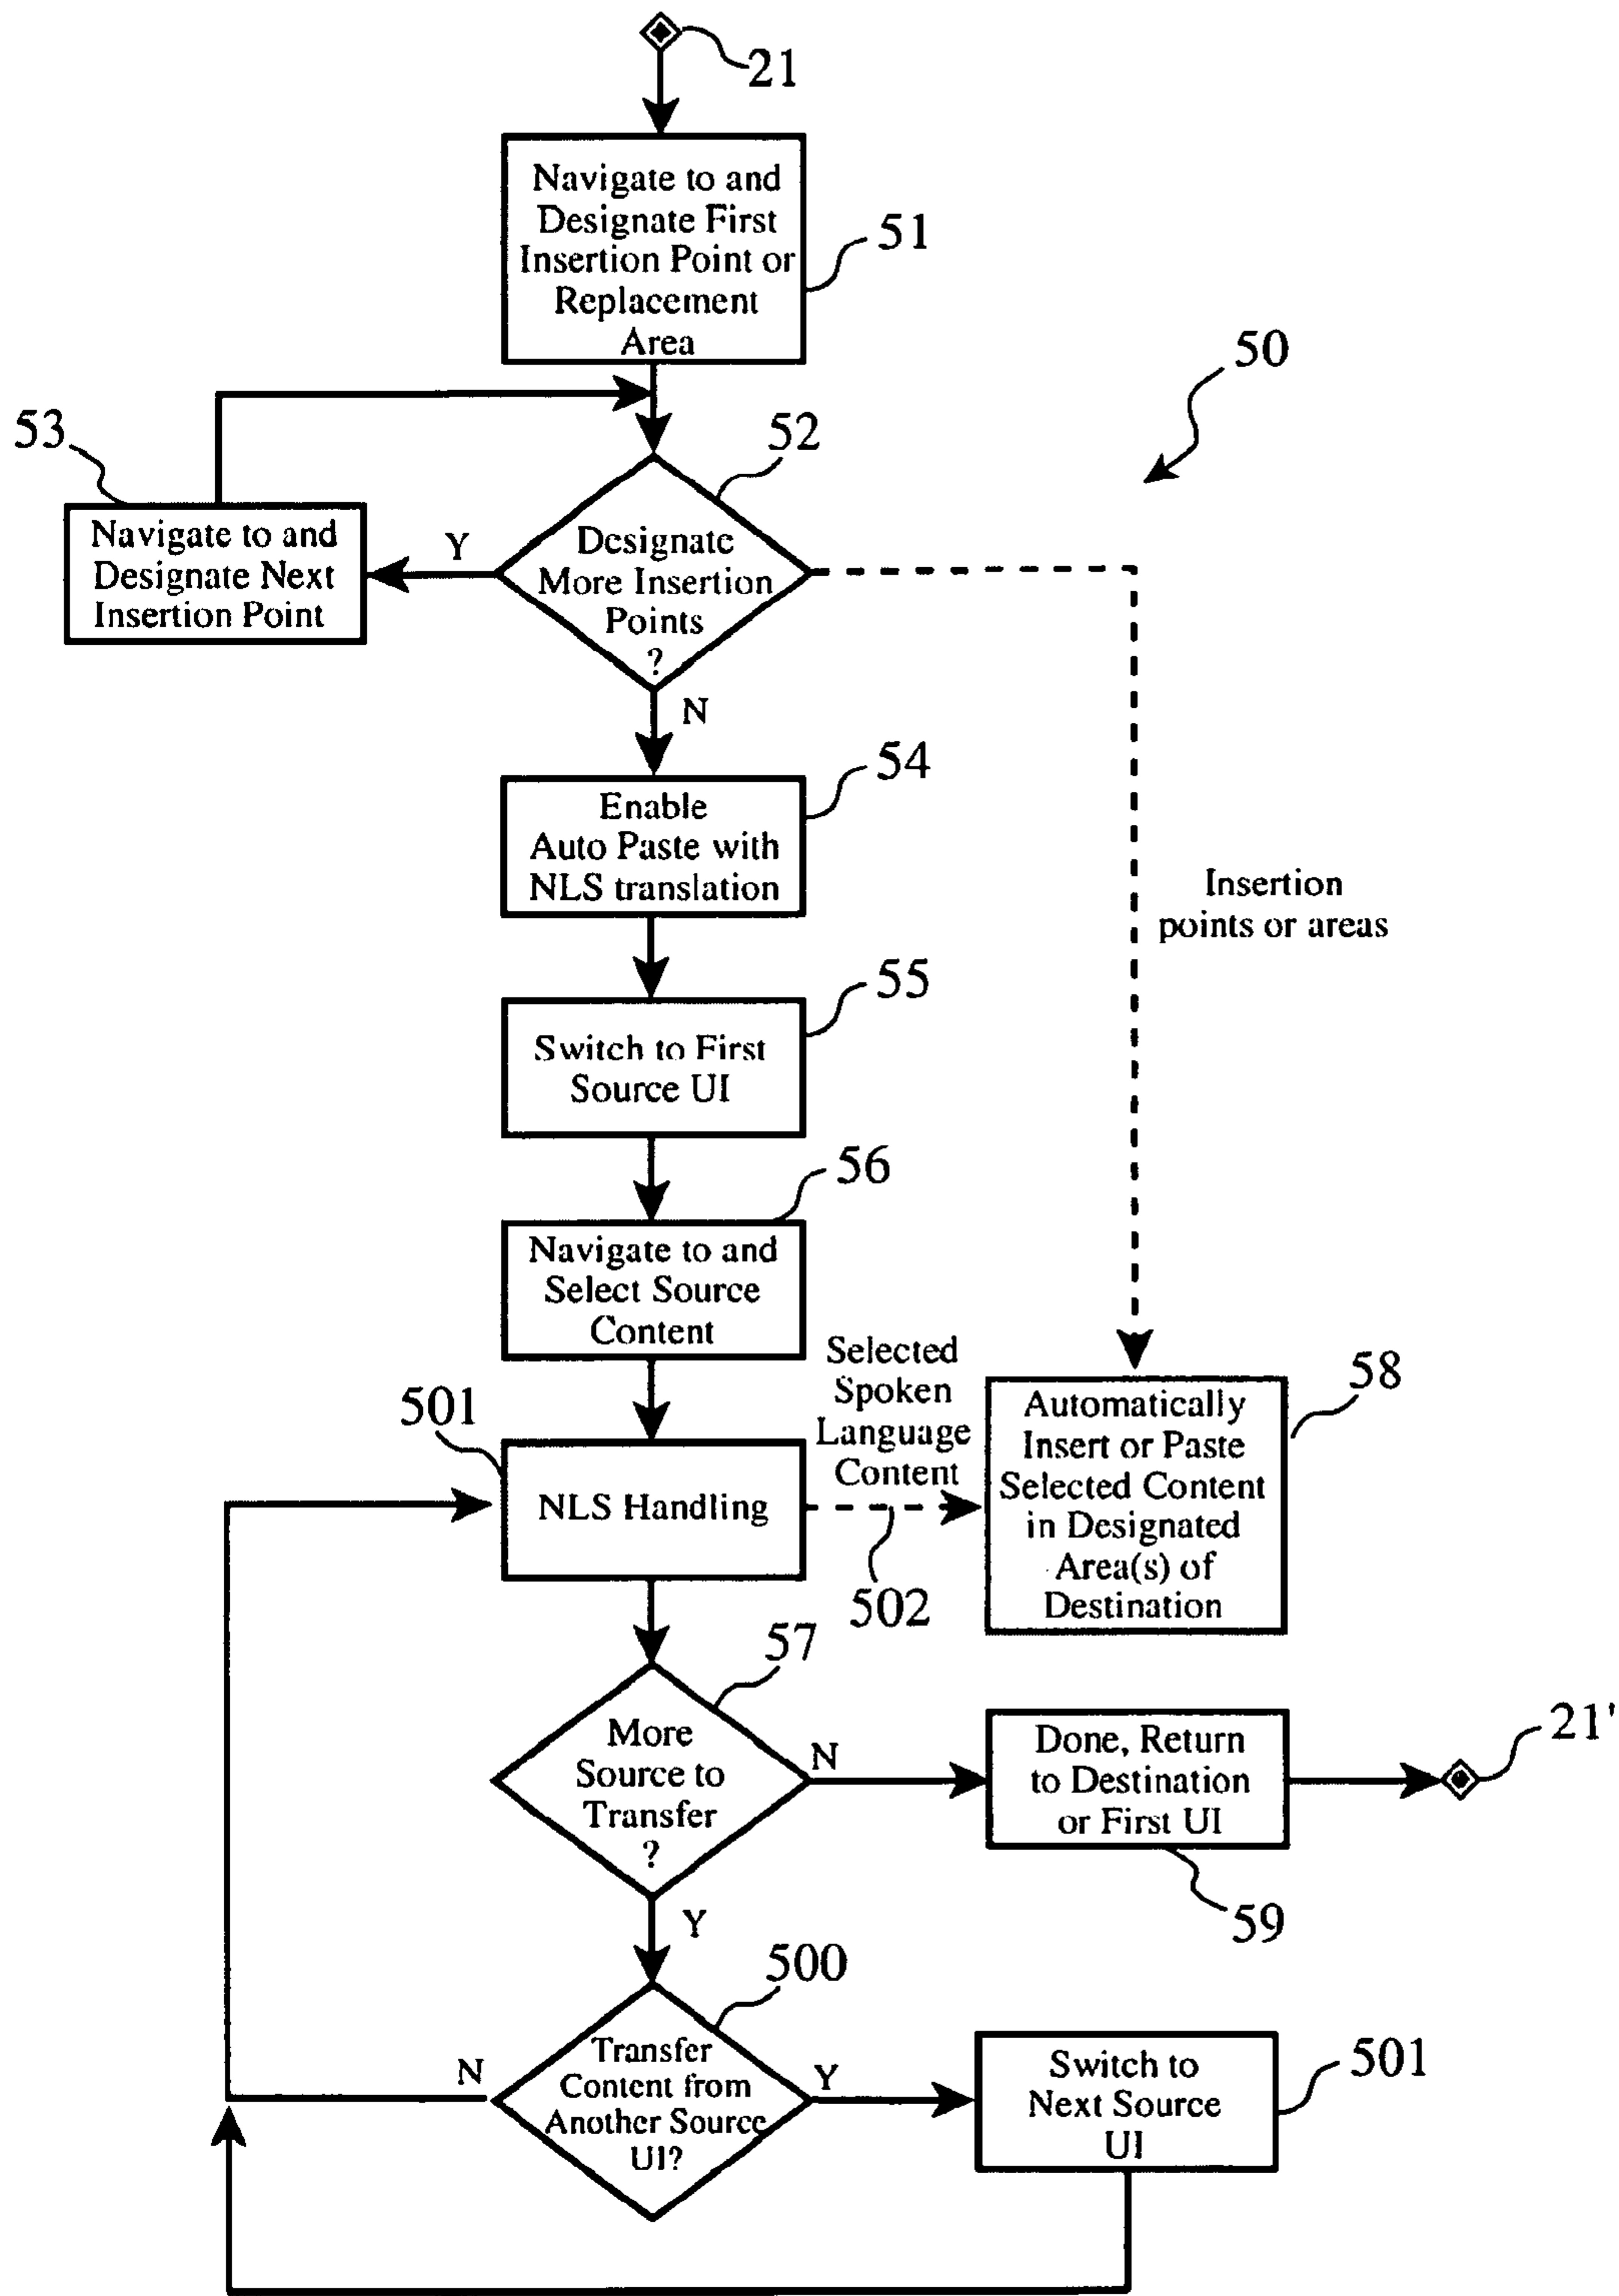 21
Navigate to and
Designate First
Insertion Point or
Replacement
Area
51
50
53
52
Navigate to and
Designate Next
Insertion Point
Y
Designate
More Insertion
Points
?
N
54
Enable
Auto Paste with
NLS translation
Insertion
points or areas
55
Switch to First
Source UI
56
Navigate to and
Select Source
Content
Selected
Spoken
Language
Content
58
501
NLS Handling
502
Automatically
Insert or Paste
Selected Content
in Designated
Area(s) of
Destination
57
More
Source to
Transfer
?
N
Done, Return
to Destination
or First UI
21'
59
Y
500
Transfer
Content from
Another Source
UI?
N
Y
Switch to
Next Source
UI
501